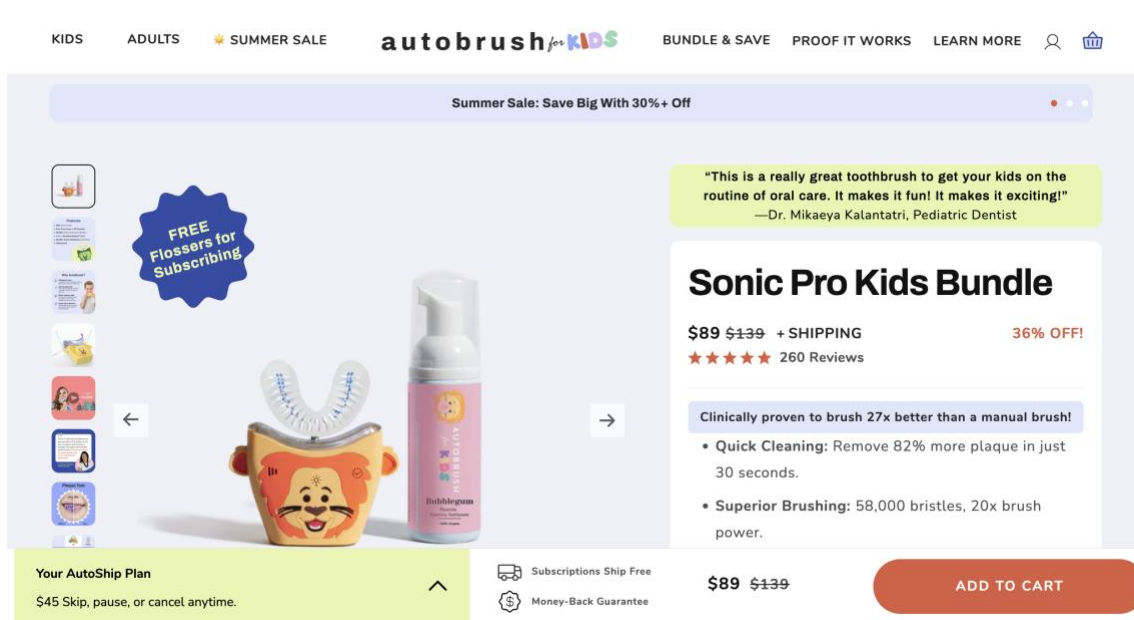 KIDS ADULTS SUMMER SALE autobrush for KIDS BUNDLE & SAVE PROOF IT WORKS LEARN MORE
Summer Sale: Save Big With 30%+ Off
FREE
Flossers for
Subscribing
AUTOBRUSH
for
KIDS
Bubblegum
“This is a really great toothbrush to get your kids on the
routine of oral care. It makes it fun! It makes it exciting!”
—Dr. Mikaeya Kalantatri, Pediatric Dentist
Sonic Pro Kids Bundle
$89 $139 + SHIPPING 36% OFF!
260 Reviews
Clinically proven to brush 27x better than a manual brush!
• Quick Cleaning: Remove 82% more plaque in just
30 seconds.
• Superior Brushing: 58,000 bristles, 20x brush
power.
Your AutoShip Plan
$45 Skip, pause, or cancel anytime.
Subscriptions Ship Free
Money-Back Guarantee
$89 $139
ADD TO CART